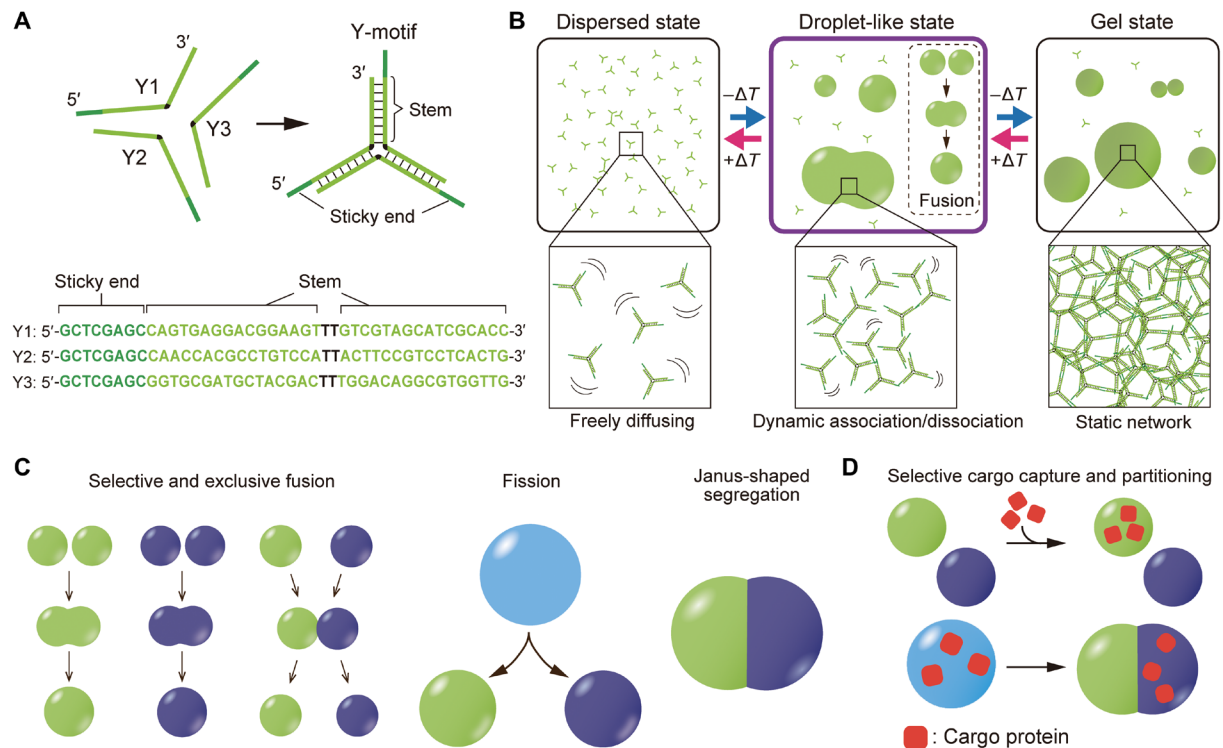 A
3′
5′
Y1
Y2
Y3
Y-motif
3′
Stem
5′
Sticky end
Sticky end
Stem
Y1: 5′-GCTCGAGCCAGTGAGGACGGAAGTTTGTCGTAGCATCGCACC-3′
Y2: 5′-GCTCGAGCCAACCACGCCTGTCCATTACTTCCGTCCTCACTG-3′
Y3: 5′-GCTCGAGCGGTGCGATGCTACGACTTTGGACAGGCGTGGTTG-3′
B
Dispersed state
Droplet-like state
Gel state
−ΔT
+ΔT
−ΔT
+ΔT
Fusion
Freely diffusing
Dynamic association/dissociation
Static network
C
Selective and exclusive fusion
Fission
Janus-shaped
segregation
D
Selective cargo capture and partitioning
: Cargo protein